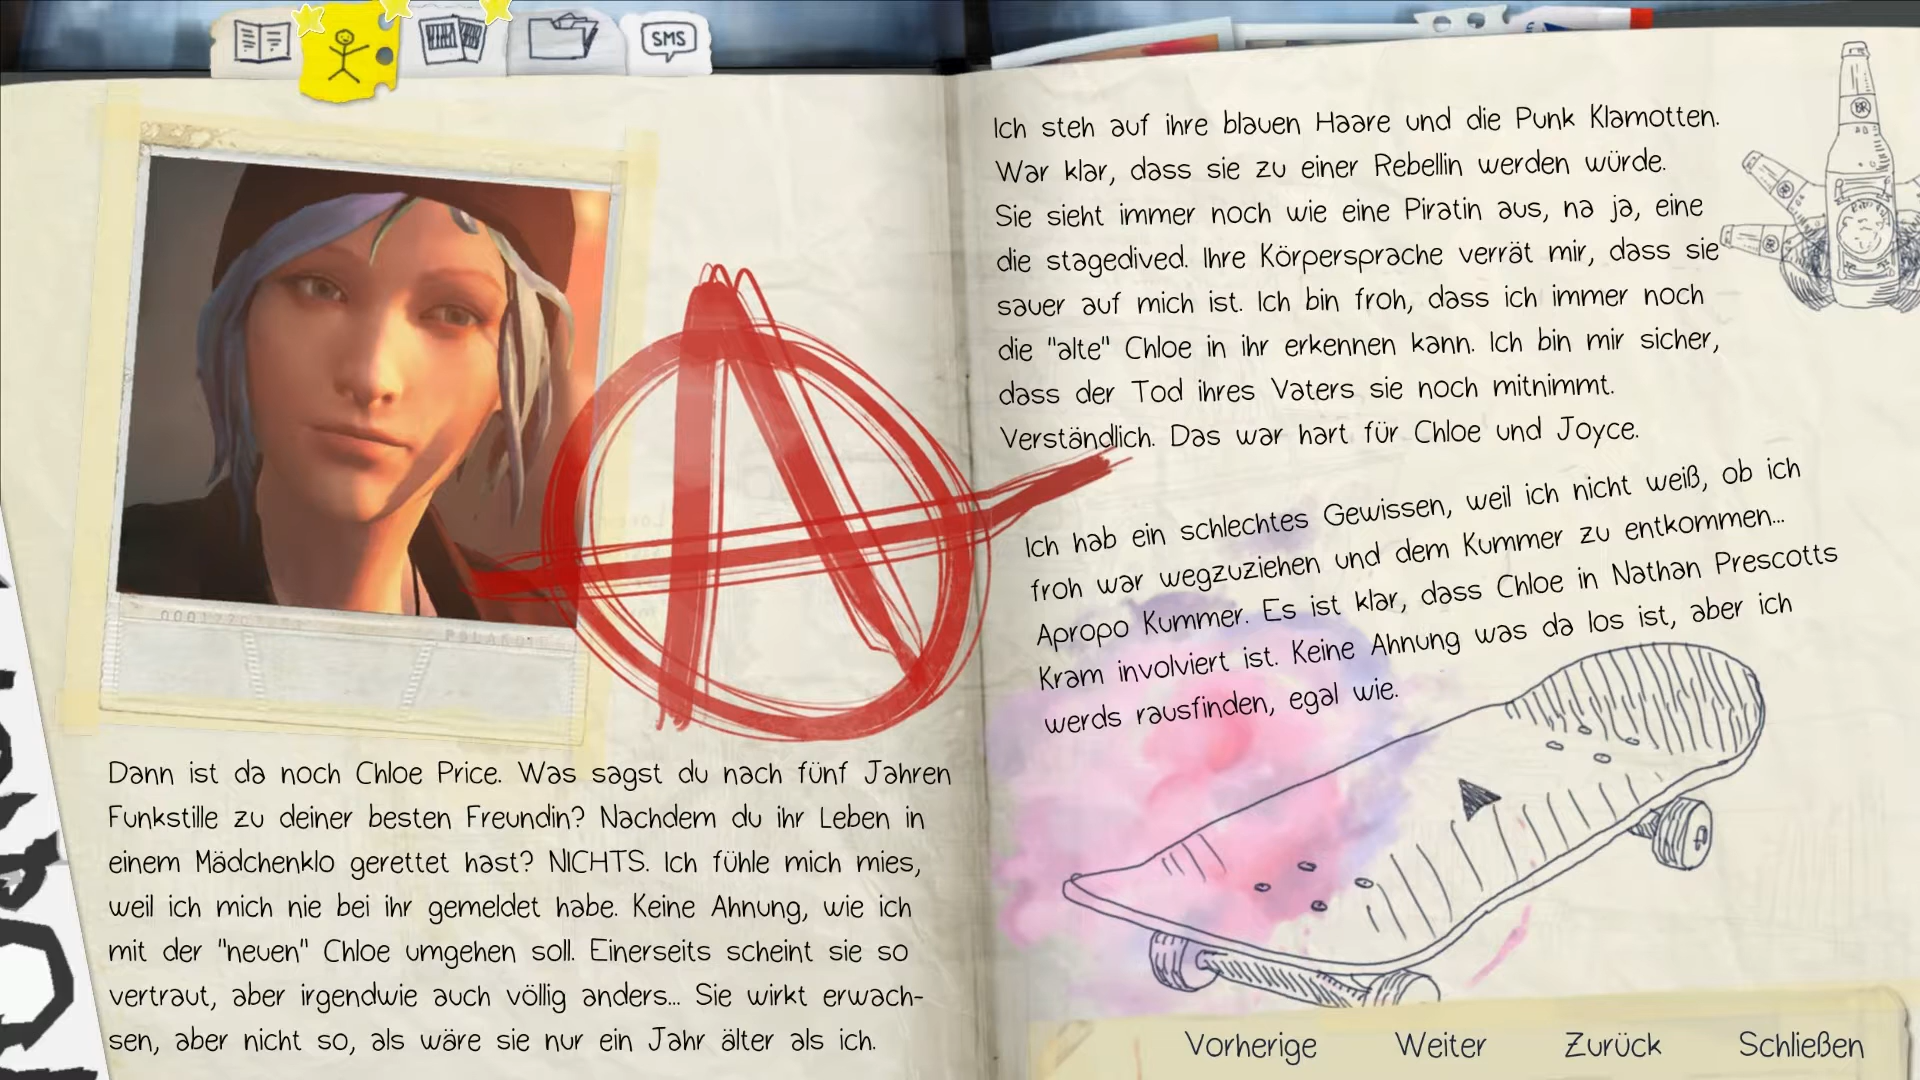 SMS
Dann ist da noch Chloe Price. Was sagst du nach fünf Jahren
Funkstille zu deiner besten Freundin? Nachdem du ihr Leben in
einem Mädchenklo gerettet hast? NICHTS. Ich fühle mich mies,
weil ich mich nie bei ihr gemeldet habe. Keine Ahnung, wie ich
mit der "neuen" Chloe umgehen soll. Einerseits scheint sie so
vertraut, aber irgendwie auch völlig anders... Sie wirkt erwach-
sen, aber nicht so, als wäre sie nur ein Jahr älter als ich.
Ich steh auf ihre blauen Haare und die Punk Klamotten.
War klar, dass sie zu einer Rebellin werden würde.
Sie sieht immer noch wie eine Piratin aus, na ja, eine
die stagedived. Ihre Körpersprache verrät mir, dass sie
sauer auf mich ist. Ich bin froh, dass ich immer noch
die "alte" Chloe in ihr erkennen kann. Ich bin mir sicher,
dass der Tod ihres Vaters sie noch mitnimmt.
Verständlich. Das war hart für Chloe und Joyce.
Ich hab ein schlechtes Gewissen, weil ich nicht weiß, ob ich
froh war wegzuziehen und dem Kummer zu entkommen...
Apropo Kummer. Es ist klar, dass Chloe in Nathan Prescotts
Kram involviert ist. Keine Ahnung was da los ist, aber ich
werds rausfinden, egal wie.
Vorherige Weiter Zurück Schließen